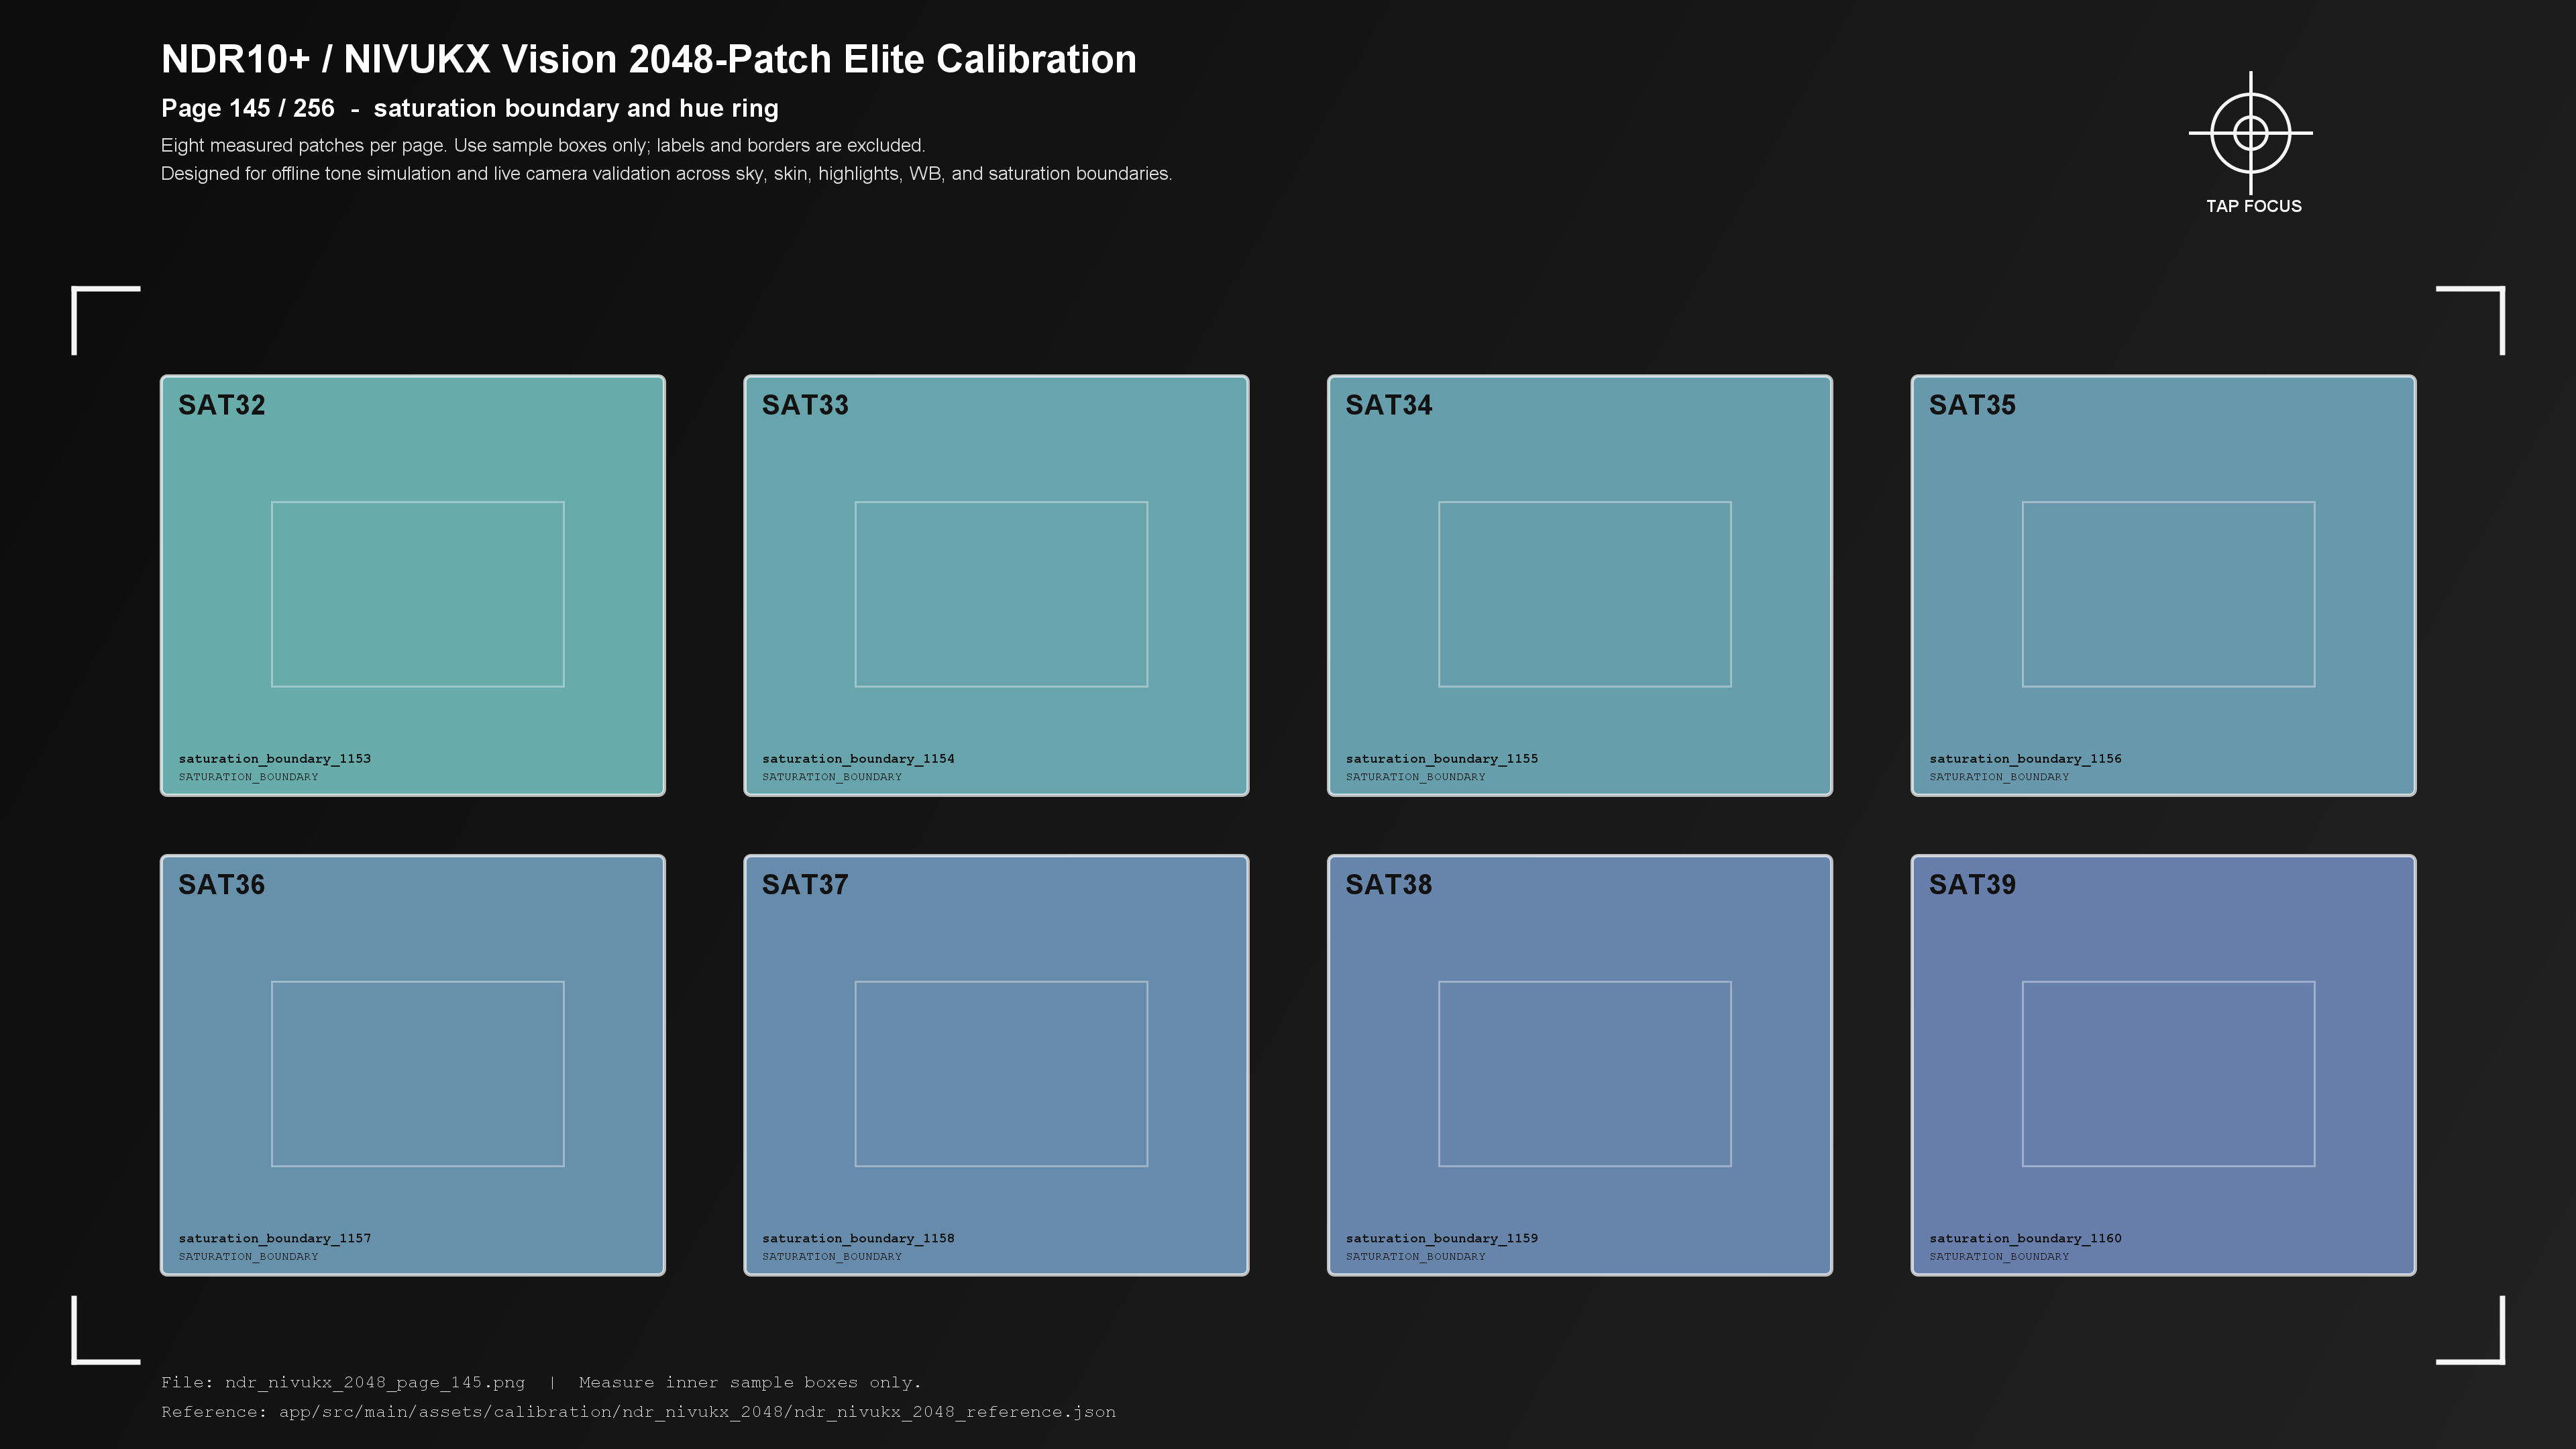 NDR10+ / NIVUKX Vision 2048-Patch Elite Calibration
Page 145 / 256 - saturation boundary and hue ring
Eight measured patches per page. Use sample boxes only; labels and borders are excluded.
Designed for offline tone simulation and live camera validation across sky, skin, highlights, WB, and saturation boundaries.
TAP FOCUS
SAT32
saturation_boundary_1153
SATURATION_BOUNDARY
SAT33
saturation_boundary_1154
SATURATION_BOUNDARY
SAT34
saturation_boundary_1155
SATURATION_BOUNDARY
SAT35
saturation_boundary_1156
SATURATION_BOUNDARY
SAT36
saturation_boundary_1157
SATURATION_BOUNDARY
SAT37
saturation_boundary_1158
SATURATION_BOUNDARY
SAT38
saturation_boundary_1159
SATURATION_BOUNDARY
SAT39
saturation_boundary_1160
SATURATION_BOUNDARY
File: ndr_nivukx_2048_page_145.png | Measure inner sample boxes only.
Reference: app/src/main/assets/calibration/ndr_nivukx_2048/ndr_nivukx_2048_reference.json